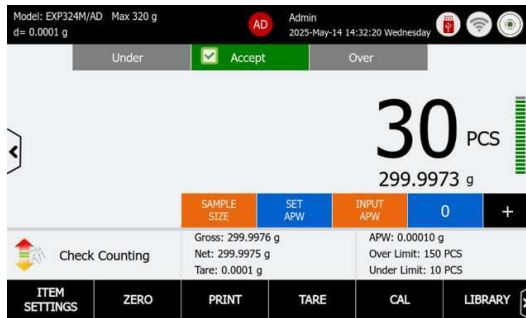 Model: EXP324M/AD Max 320 g
d= 0.0001 g
AD
Admin
2025-May-14 14:32:20 Wednesday
Under
Accept
Over
30 PCS
299.9973 g
SAMPLE SIZE
SET APW
INPUT APW
0
+
Check Counting
Gross: 299.9976 g
Net: 299.9975 g
Tare: 0.0001 g
APW: 0.00010 g
Over Limit: 150 PCS
Under Limit: 10 PCS
ITEM SETTINGS
ZERO
PRINT
TARE
CAL
LIBRARY